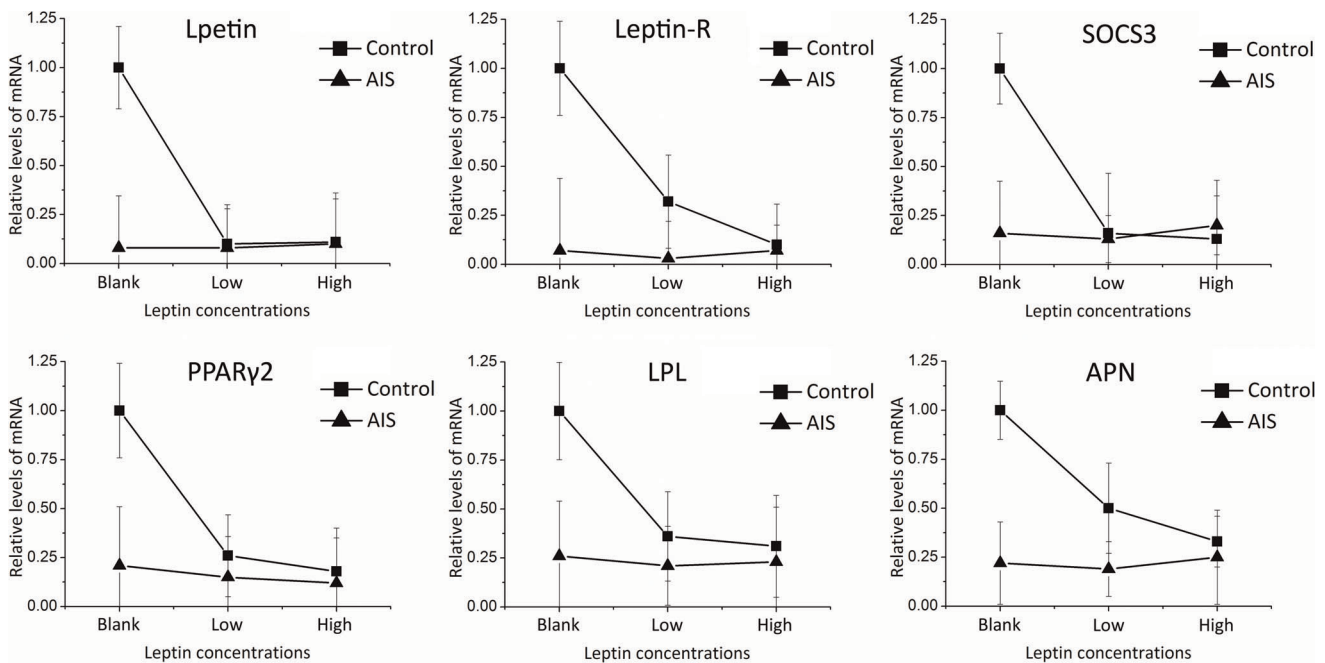 Lpetin
Control
AIS
Relative levels of mRNA
1.25
1.00
0.75
0.50
0.25
0.00
Blank
Low
High
Leptin concentrations
Leptin-R
Control
AIS
Relative levels of mRNA
1.25
1.00
0.75
0.50
0.25
0.00
Blank
Low
High
Leptin concentrations
SOCS3
Control
AIS
Relative levels of mRNA
1.25
1.00
0.75
0.50
0.25
0.00
Blank
Low
High
Leptin concentrations
PPARγ2
Control
AIS
Relative levels of mRNA
1.25
1.00
0.75
0.50
0.25
0.00
Blank
Low
High
Leptin concentrations
LPL
Control
AIS
Relative levels of mRNA
1.25
1.00
0.75
0.50
0.25
0.00
Blank
Low
High
Leptin concentrations
APN
Control
AIS
Relative levels of mRNA
1.25
1.00
0.75
0.50
0.25
0.00
Blank
Low
High
Leptin concentrations